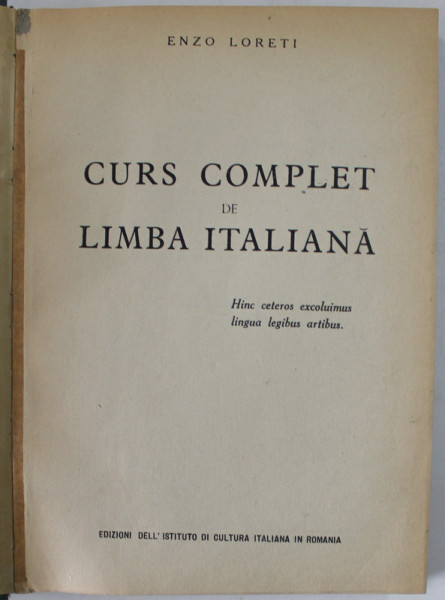 ENZO LORETI
CURS COMPLET
DE
LIMBA ITALIANĂ
Hinc ceteros excoluimus
lingua legibus artibus.
EDIZIONI DELL'ISTITUTO DI CULTURA ITALIANA IN ROMANIA